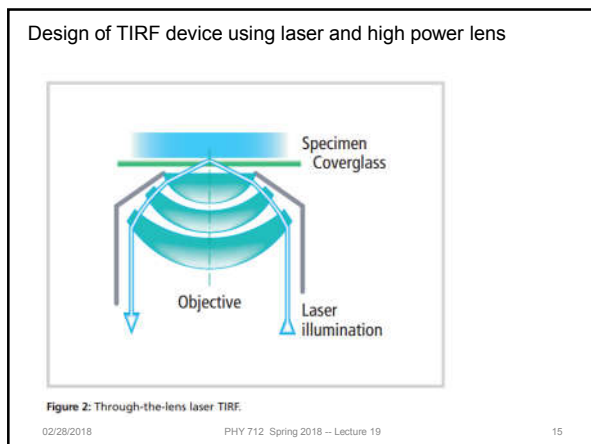 Design of TIRF device using laser and high power lens
Specimen
Coverglass
Objective
Laser
illumination
Figure 2: Through-the-lens laser TIRF.
02/28/2018 PHY 712 Spring 2018 -- Lecture 19 15